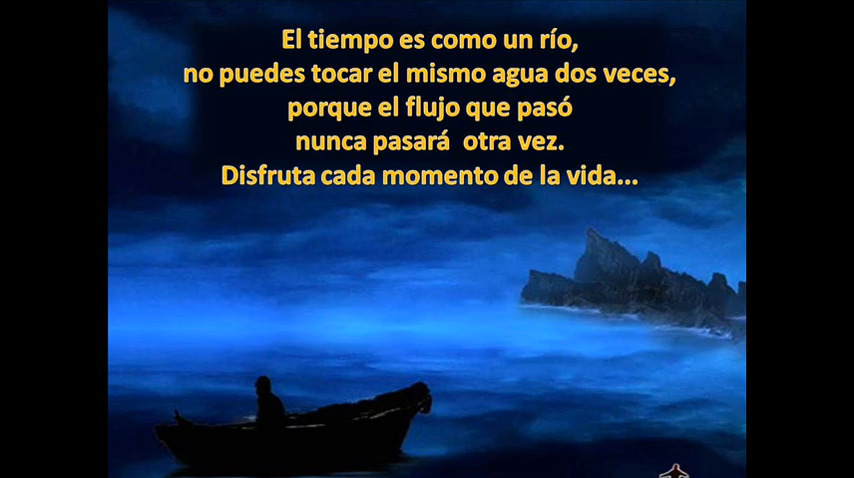 El tiempo es como un río,
no puedes tocar el mismo agua dos veces,
porque el flujo que pasó
nunca pasará  otra vez.
Disfruta cada momento de la vida...